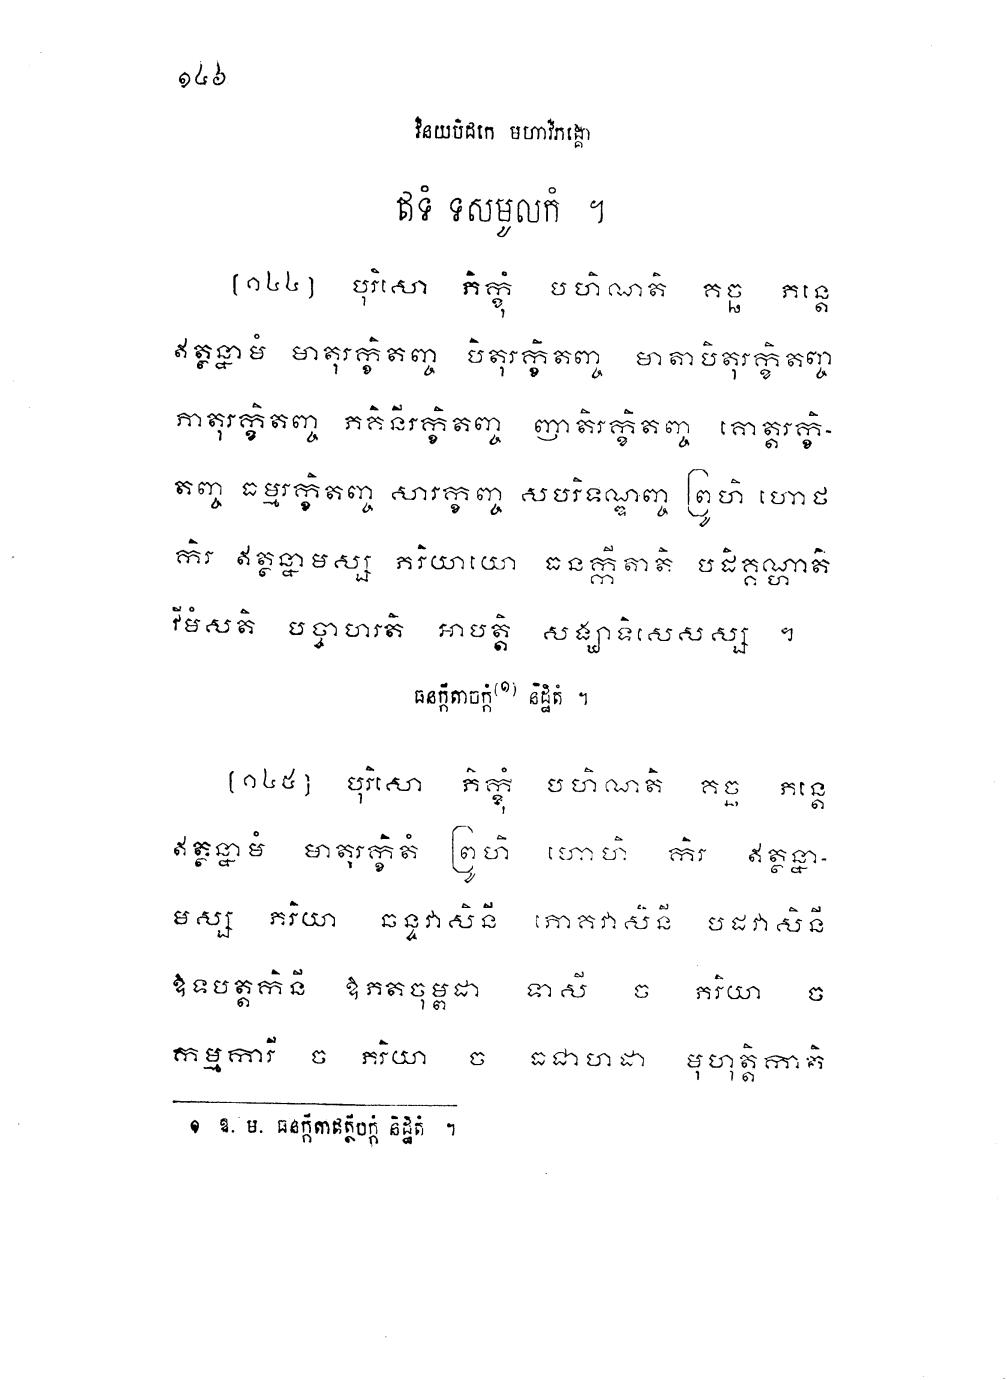 ១៤៦
វិនយបិដកេ មហាវិភង្គោ
ឥទំ ទសមូលកំ ។
(១៤៤) បុរិសោ ភិក្ខុំ បហិណតិ គច្ឆ ភន្តេ
ឥត្ថន្នាមំ មាតុរក្ខិតញ្ច បិតុរក្ខិតញ្ច មាតាបិតុរក្ខិតញ្ច
ភាតុរក្ខិតញ្ច ភគិនីរក្ខិតញ្ច ញាតិរក្ខិតញ្ច គោត្តរក្ខិ-
តញ្ច ធម្មរក្ខិតញ្ច សារក្ខញ្ច សបរិទណ្ឌញ្ច ព្រូហិ ហោថ
កិរ ឥត្ថន្នាមស្ស ភរិយាយោ ធនក្កីតាតិ បដិគ្គណ្ហាតិ
វីមំសតិ បច្ចាហរតិ អាបត្តិ សង្ឃាទិសេសស្ស ។
ធនក្កីតាចក្កំ(១) និដ្ឋិតំ ។
(១៤៥) បុរិសោ ភិក្ខុំ បហិណតិ គច្ឆ ភន្តេ
ឥត្ថន្នាមំ មាតុរក្ខិតំ ព្រូហិ ហោហិ កិរ ឥត្ថន្នា-
មស្ស ភរិយា ឆន្ទវាសិនី ភោគវាសិនី បដវាសិនី
ឱទបត្តកិនី ឱភតចុម្ពដា ទាសី ច ភរិយា ច
កម្មការី ច ភរិយា ច ធជាហដា មុហុត្តិកាតិ
១ ឱ. ម. ធនក្កីតាឥត្ថីចក្កំ និដ្ឋិតំ ។